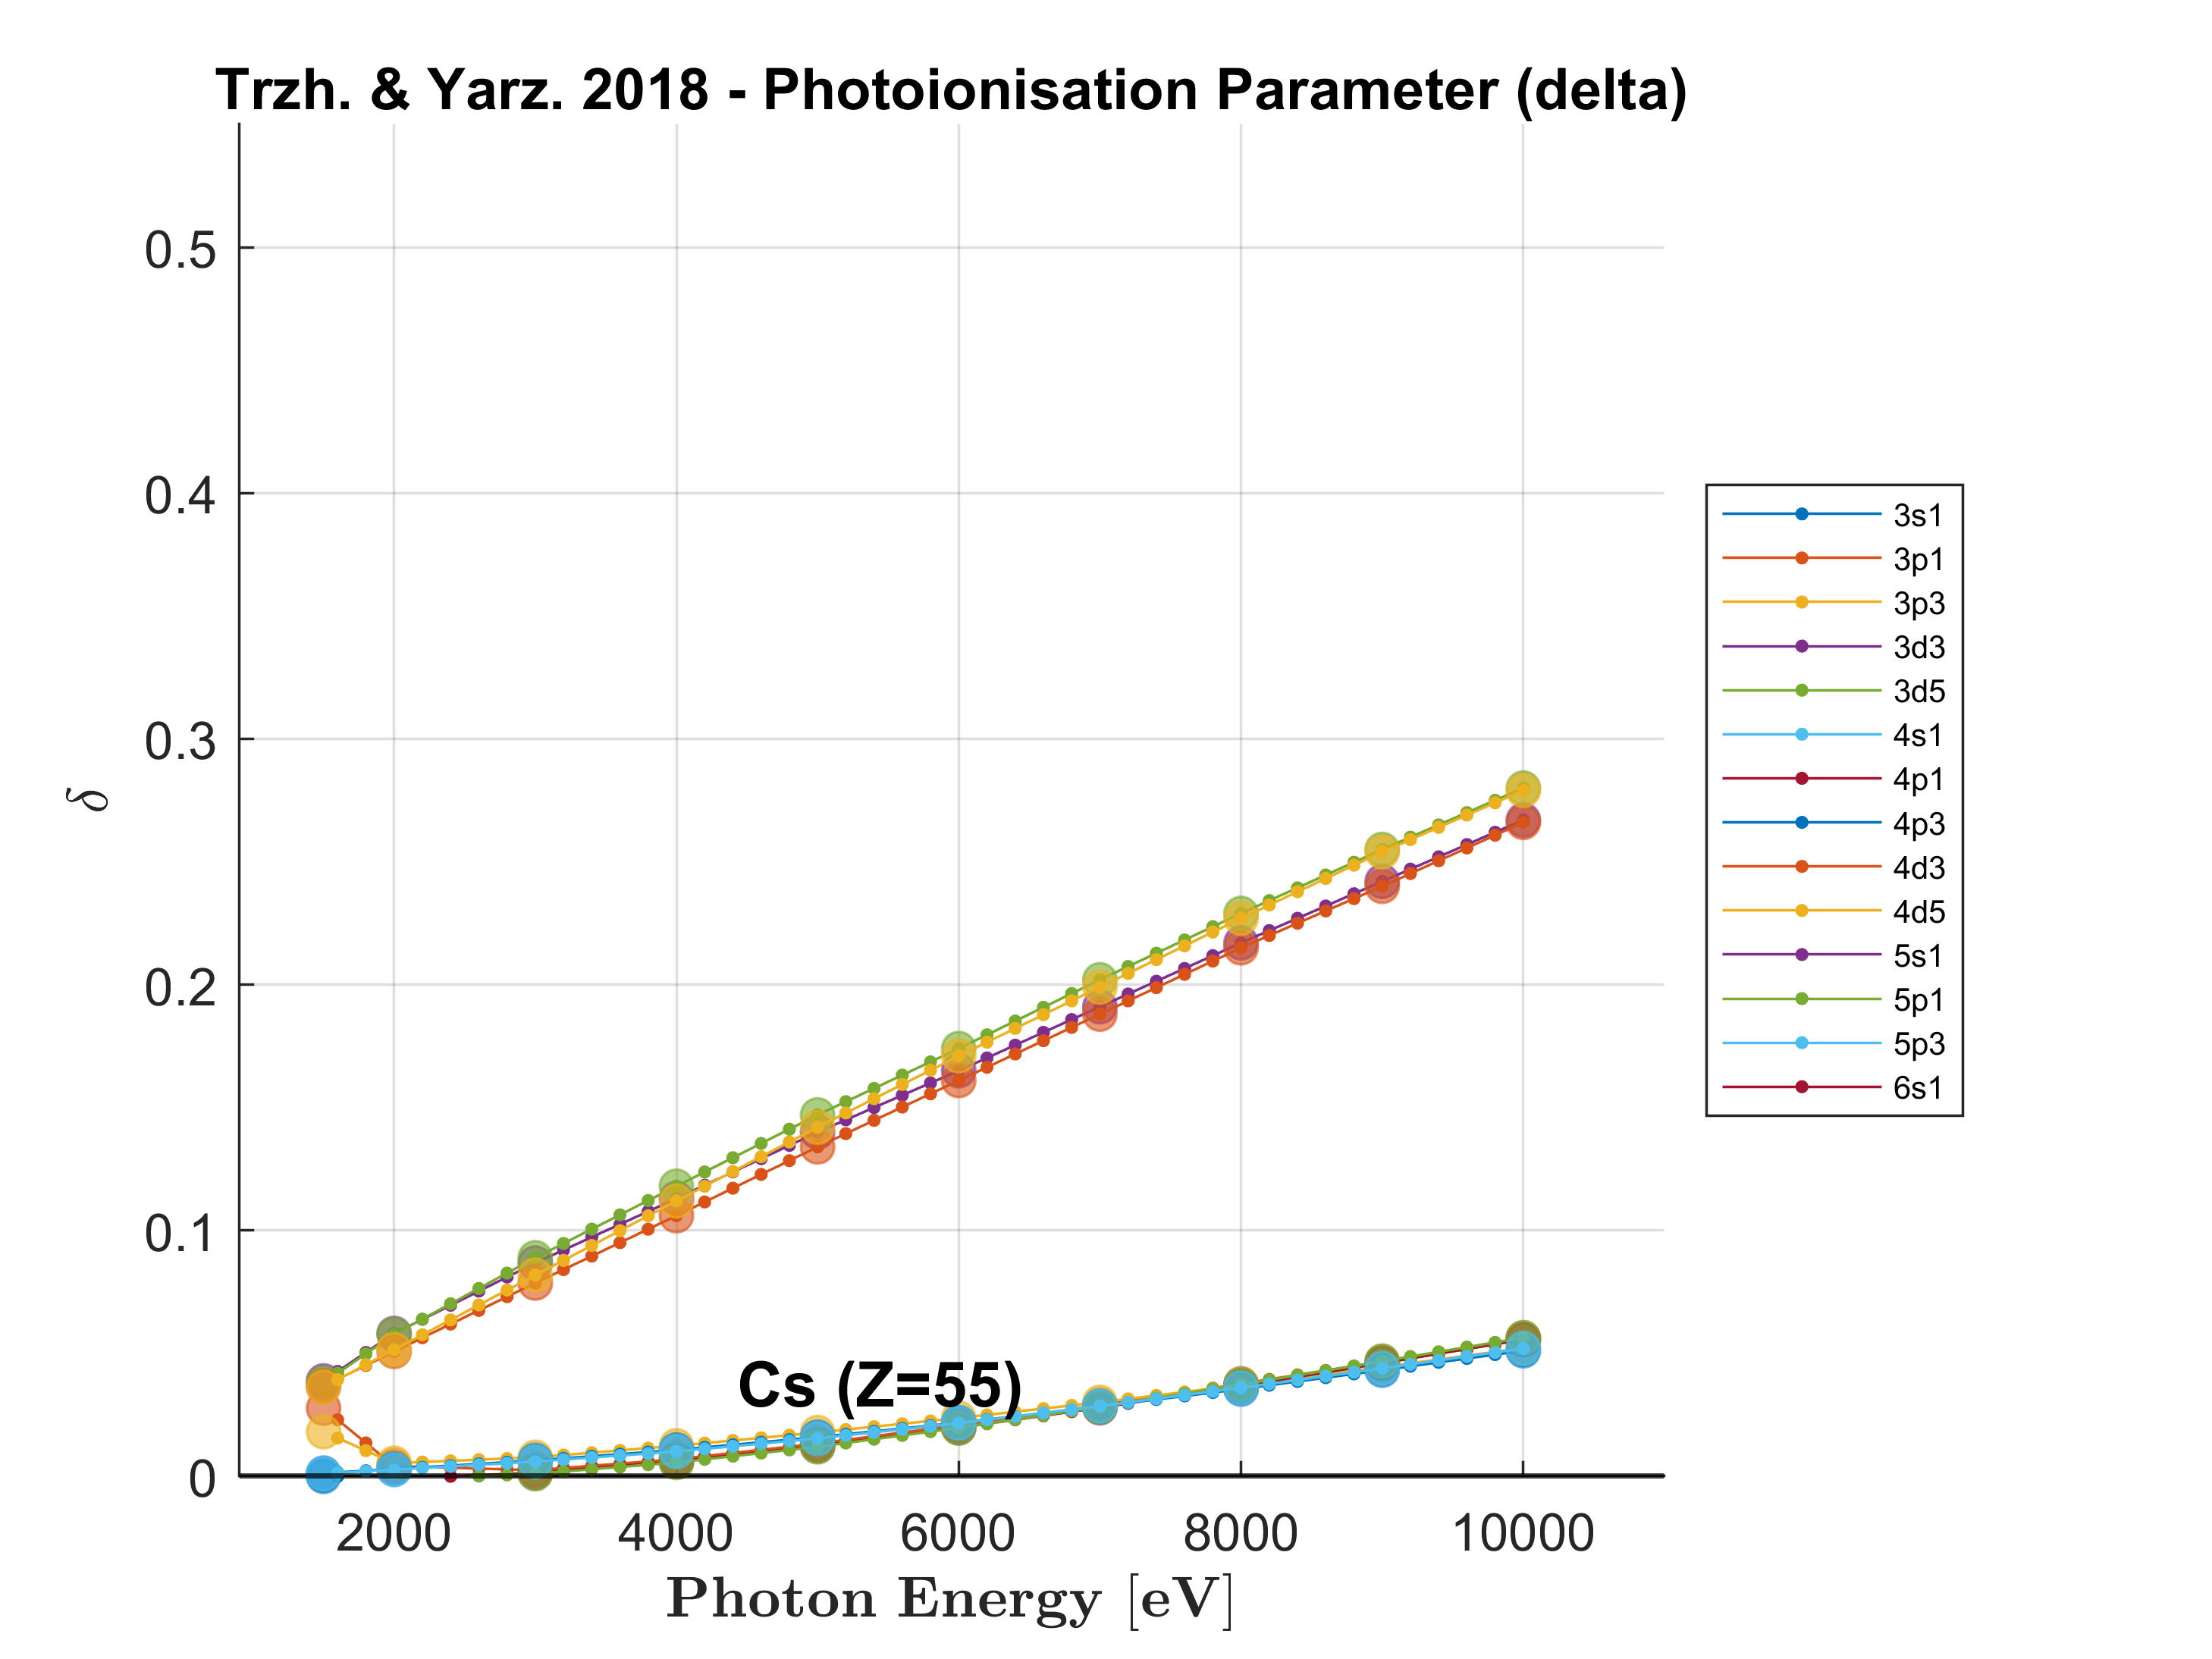 Trzh. & Yarz. 2018 - Photoionisation Parameter (delta)
0.5
0.4
0.3
0.2
0.1
0
δ
2000 4000 6000 8000 10000
Photon Energy [eV]
Cs (Z=55)
3s1
3p1
3p3
3d3
3d5
4s1
4p1
4p3
4d3
4d5
5s1
5p1
5p3
6s1